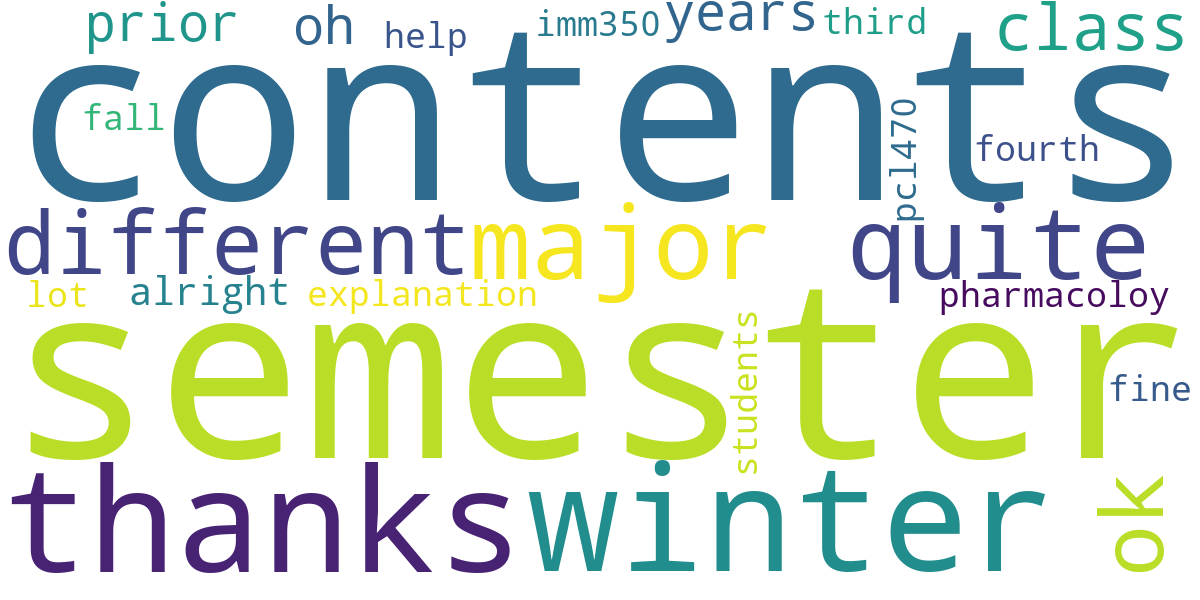 prior oh help imm350 years third class
contents
fall pcl470 fourth
different major quite
lot alright explanation pharmacoloy
semester
students fine
thanks winter ok